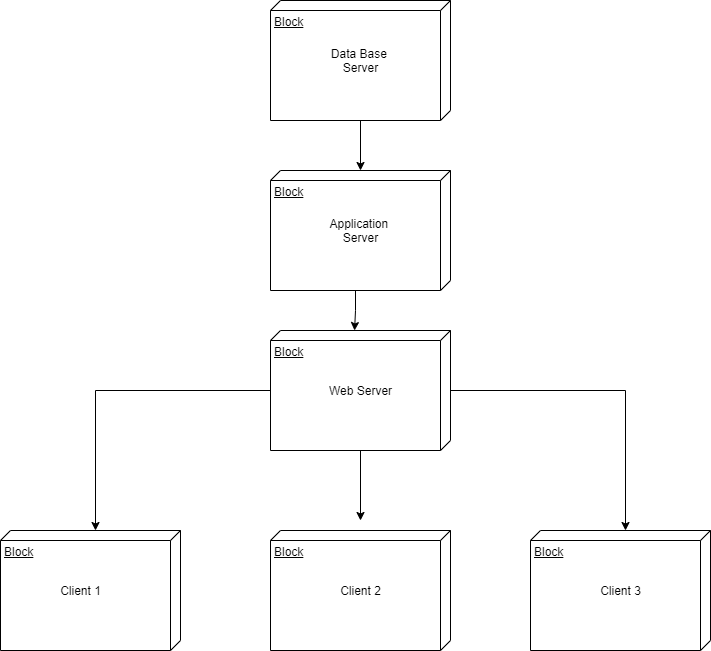 Block
Data Base
Server
Block
Application
Server
Block
Web Server
Block
Client 1
Block
Client 2
Block
Client 3